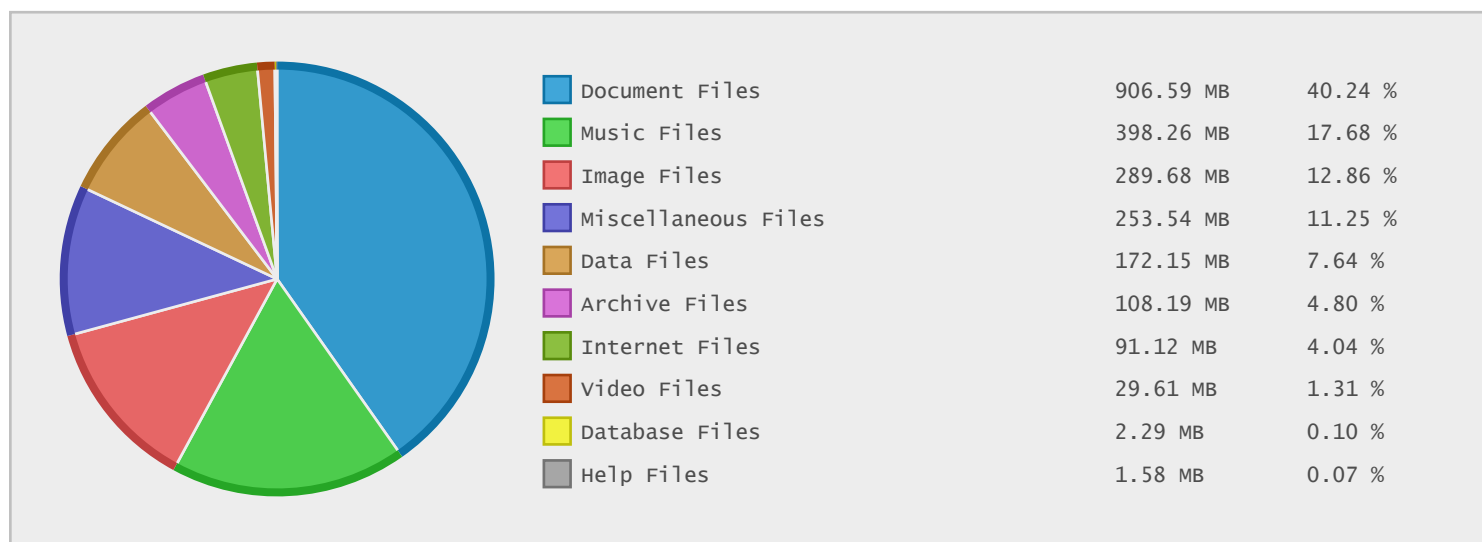 Document Files 906.59 MB 40.24 %
Music Files 398.26 MB 17.68 %
Image Files 289.68 MB 12.86 %
Miscellaneous Files 253.54 MB 11.25 %
Data Files 172.15 MB 7.64 %
Archive Files 108.19 MB 4.80 %
Internet Files 91.12 MB 4.04 %
Video Files 29.61 MB 1.31 %
Database Files 2.29 MB 0.10 %
Help Files 1.58 MB 0.07 %